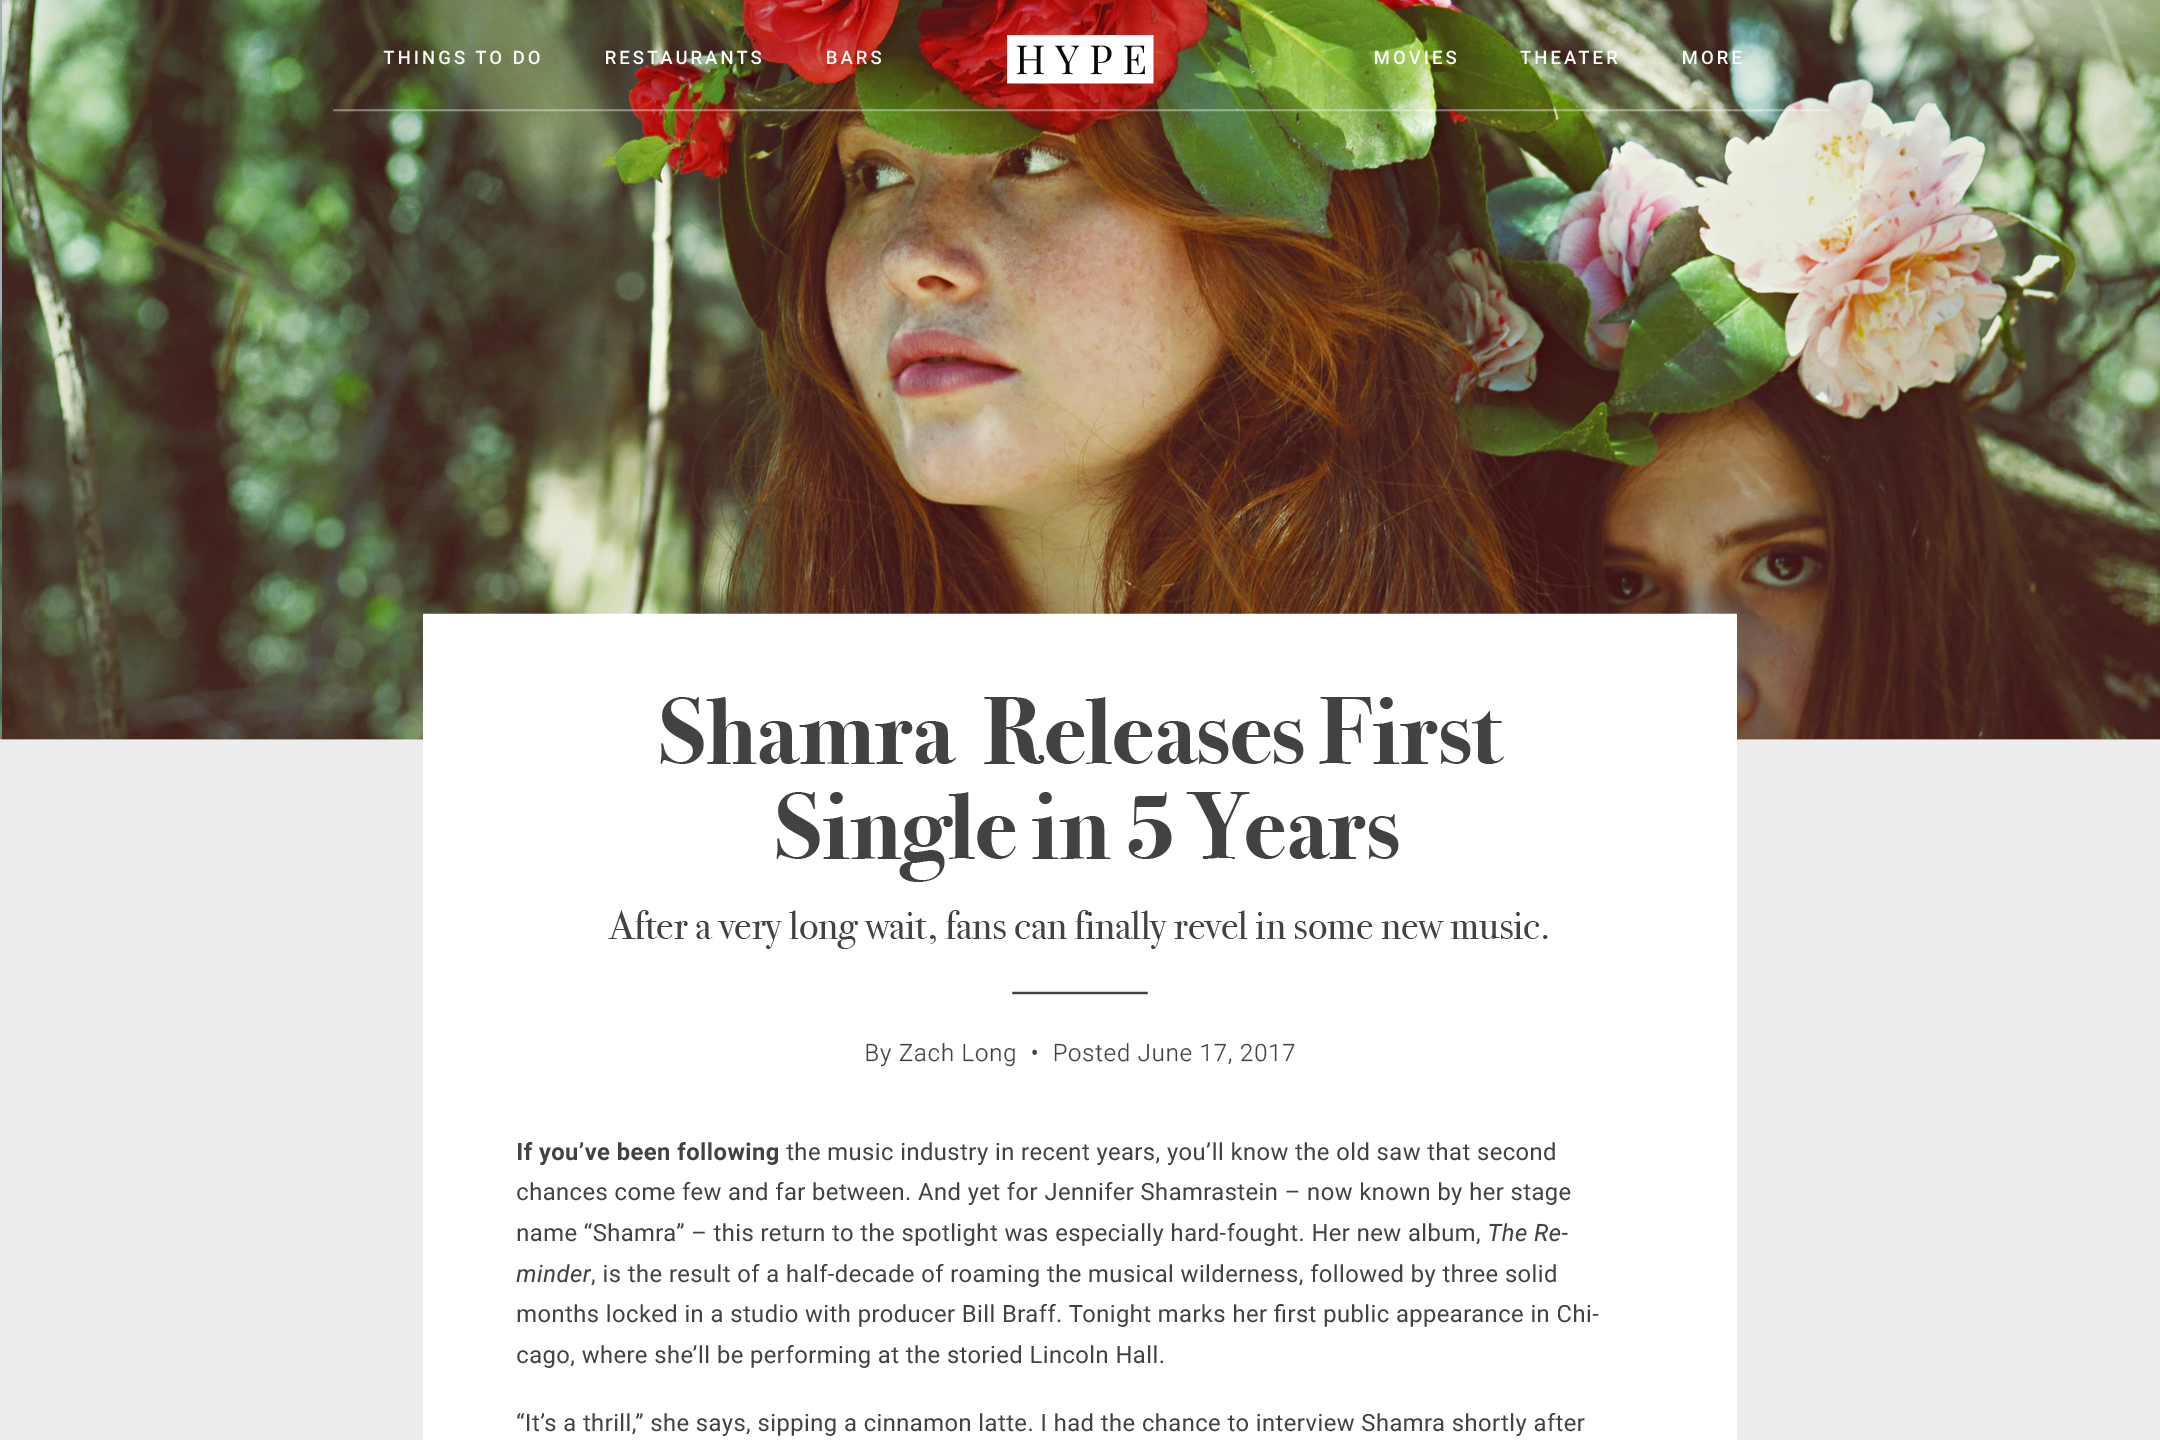 THINGS TO DO RESTAURANTS BARS HYPE MOVIES THEATER MORE
Shamra Releases First
Single in 5 Years
After a very long wait, fans can finally revel in some new music.
By Zach Long • Posted June 17, 2017
If you’ve been following the music industry in recent years, you’ll know the old saw that second
chances come few and far between. And yet for Jennifer Shamrastein – now known by her stage
name “Shamra” – this return to the spotlight was especially hard-fought. Her new album, The Re-
minder, is the result of a half-decade of roaming the musical wilderness, followed by three solid
months locked in a studio with producer Bill Braff. Tonight marks her first public appearance in Chi-
cago, where she’ll be performing at the storied Lincoln Hall.
“It’s a thrill,” she says, sipping a cinnamon latte. I had the chance to interview Shamra shortly after